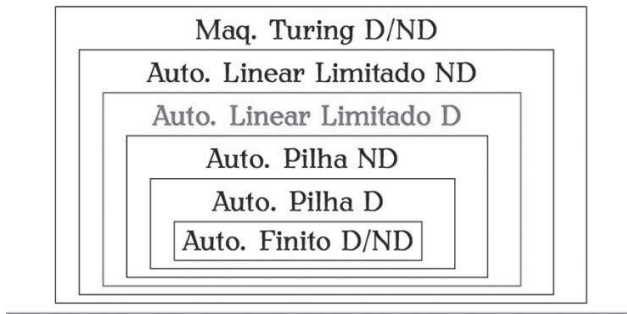 Maq. Turing D/ND
Auto. Linear Limitado ND
Auto. Linear Limitado D
Auto. Pilha ND
Auto. Pilha D
Auto. Finito D/ND